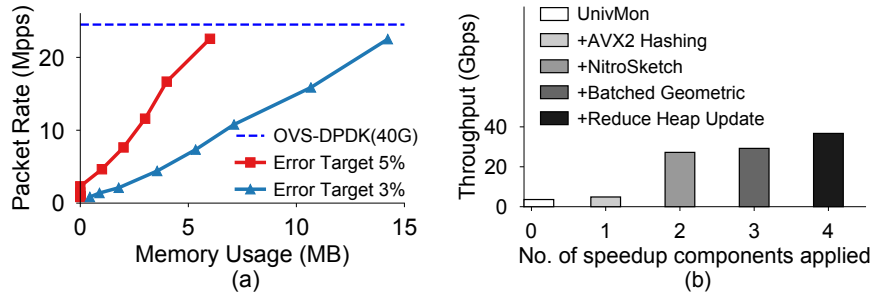 Packet Rate (Mpps)
20
10
0
OVS-DPDK(40G)
Error Target 5%
Error Target 3%
0 5 10 15
Memory Usage (MB)
(a)
Throughput (Gbps)
UnivMon
+AVX2 Hashing
+NitroSketch
+Batched Geometric
+Reduce Heap Update
40
20
0
0 1 2 3 4
No. of speedup components applied
(b)